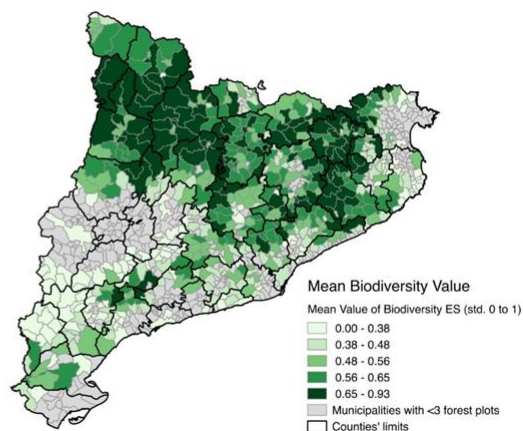 Mean Biodiversity Value
Mean Value of Biodiversity ES (std. 0 to 1)
0.00 - 0.38
0.38 - 0.48
0.48 - 0.56
0.56 - 0.65
0.65 - 0.93
Municipalities with <3 forest plots
Counties' limits